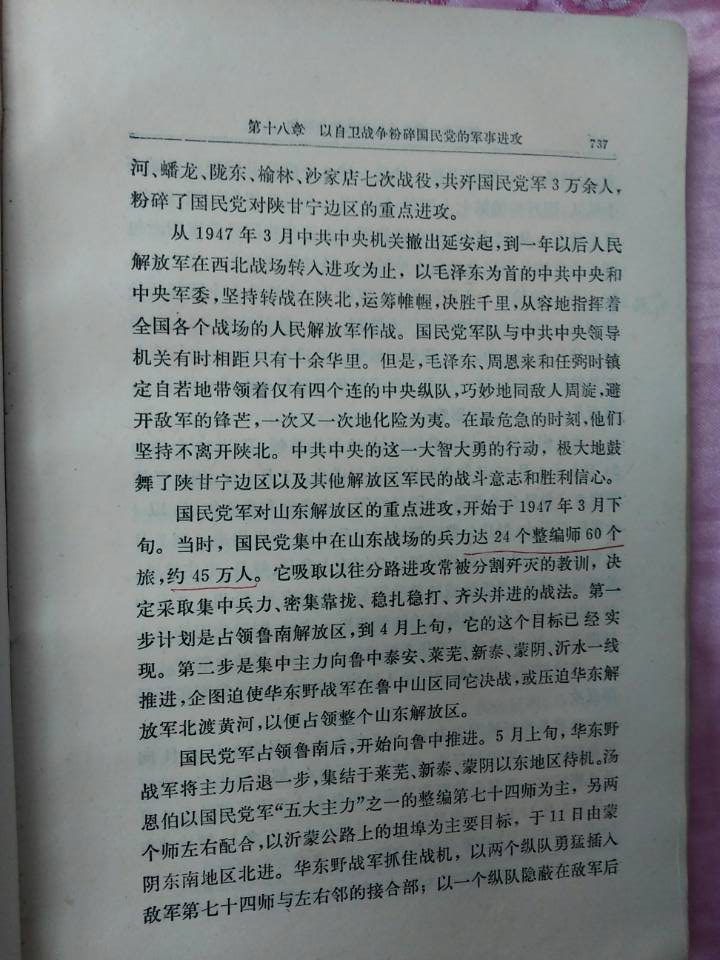 第十八章 以自卫战争粉碎国民党的军事进攻 737
河、蟠龙、陇东、榆林、沙家店七次战役，共歼国民党军3万余人，
粉碎了国民党对陕甘宁边区的重点进攻。
从1947年3月中共中央机关撤出延安起，到一年以后人民
解放军在西北战场转入进攻为止，以毛泽东为首的中共中央和
中央军委，坚持转战在陕北、运筹帷幄，决胜千里，从容地指挥着
全国各个战场的人民解放军作战。国民党军队与中共中央领导
机关有时相距只有十余华里。但是，毛泽东、周恩来和任弼时镇
定自若地带领着仅有四个连的中央纵队，巧妙地同敌人周旋，避
开敌军的锋芒，一次又一次地化险为夷。在最危急的时刻，他们
坚持不离开陕北。中共中央的这一大智大勇的行动，极大地鼓
舞了陕甘宁边区以及其他解放区军民的战斗意志和胜利信心。
国民党军对山东解放区的重点进攻，开始于1947年3月下
旬。当时，国民党集中在山东战场的兵力达24个整编师60个
旅，约45万人。它吸取以往分路进攻常被分割歼灭的教训，决
定采取集中兵力、密集靠拢、稳扎稳打、齐头并进的战法。第一
步计划是占领鲁南解放区，到4月上旬，它的这个目标已经实
现。第二步是集中主力向鲁中泰安、莱芜、新泰、蒙阴、沂水一线
推进，企图迫使华东野战军在鲁中山区同它决战，或压迫华东解
放军北渡黄河，以便占领整个山东解放区。
国民党军占领鲁南后，开始向鲁中推进。5月上旬，华东野
战军将主力后退一步，集结于莱芜、新泰、蒙阴以东地区待机。汤
恩伯以国民党军“五大主力”之一的整编第七十四师为主，另两
个师左右配合，以沂蒙公路上的坦埠为主要目标，于11日由蒙
阴东南地区北进。华东野战军抓住战机，以两个纵队勇猛插入
敌军第七十四师与左右邻的接合部；以一个纵队隐蔽在敌军后